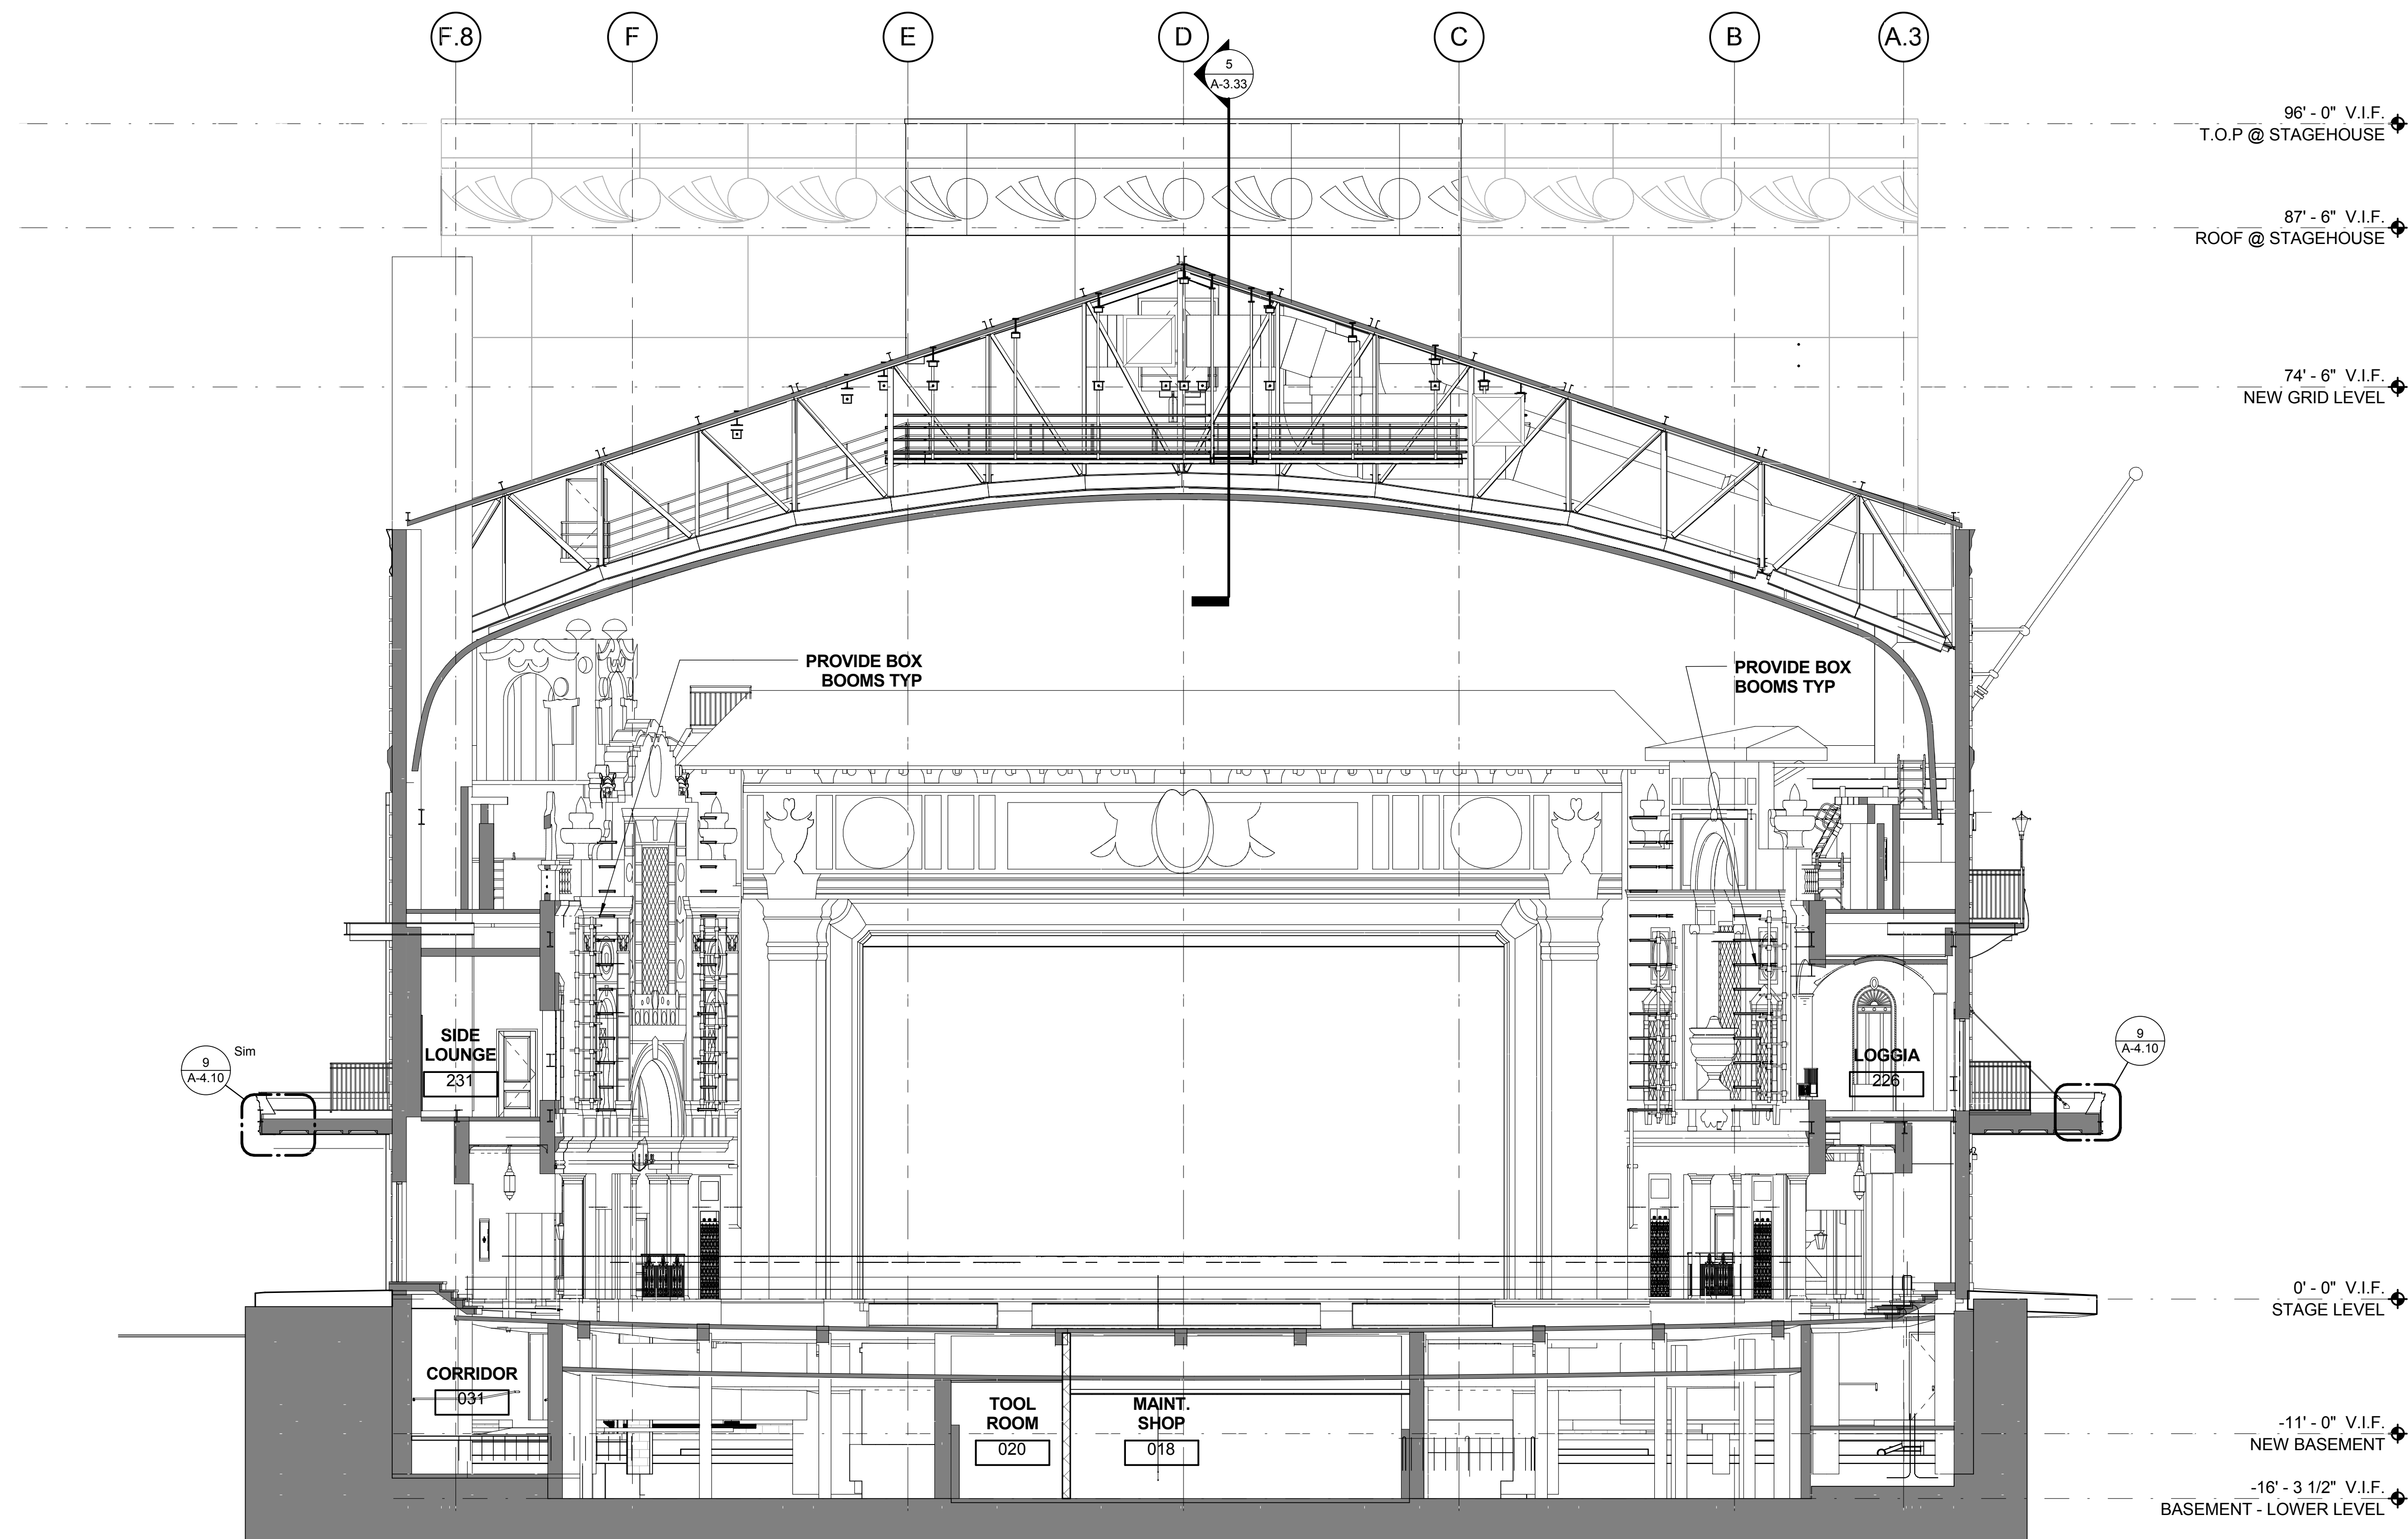 F.8
F
E
D
C
B
A.3
5
A-3.33
96' - 0" V.I.F.
T.O.P @ STAGEHOUSE
87' - 6" V.I.F.
ROOF @ STAGEHOUSE
74' - 6" V.I.F.
NEW GRID LEVEL
PROVIDE BOX
BOOMS TYP
PROVIDE BOX
BOOMS TYP
SIDE
LOUNGE
231
9
A-4.10
Sim
LOGGIA
226
9
A-4.10
0' - 0" V.I.F.
STAGE LEVEL
CORRIDOR
031
TOOL
ROOM
020
MAINT.
SHOP
018
-11' - 0" V.I.F.
NEW BASEMENT
-16' - 3 1/2" V.I.F.
BASEMENT - LOWER LEVEL